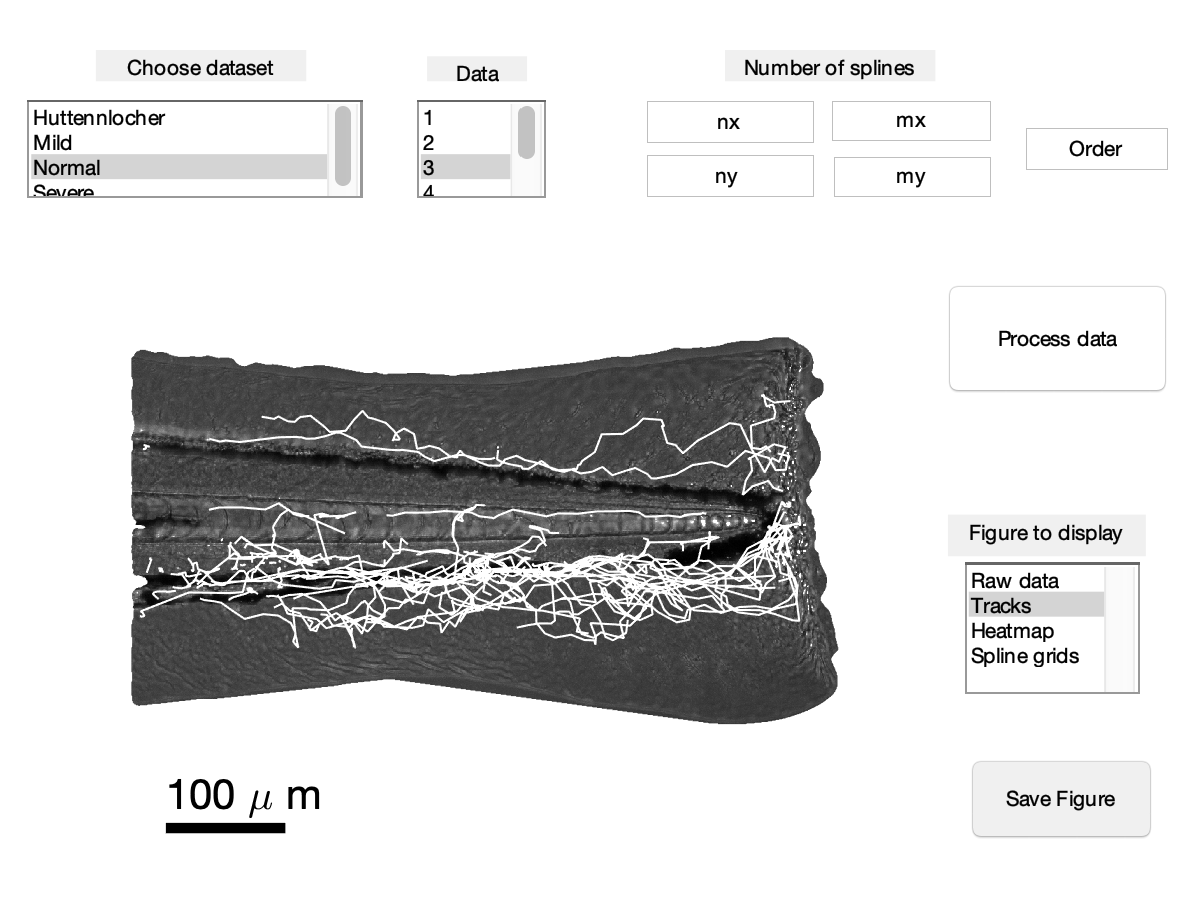 Choose dataset
Data
Number of splines
Huttennlocher
Mild
Normal
Severe
1
2
3
4
nx
mx
ny
my
Order
Process data
Figure to display
Raw data
Tracks
Heatmap
Spline grids
100 μ m
Save Figure